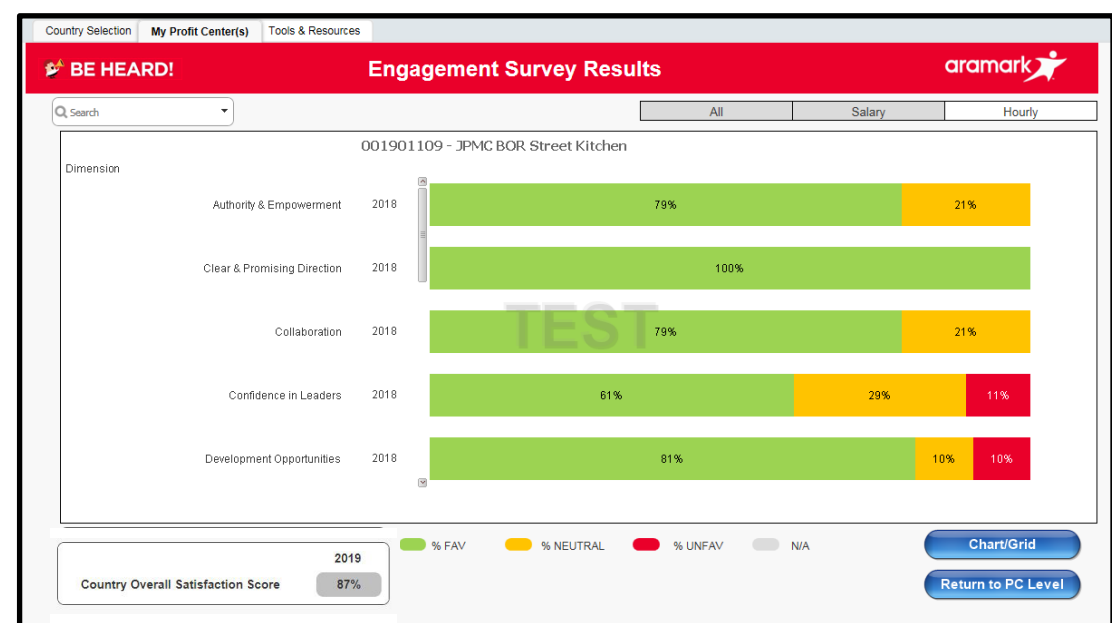 Country Selection My Profit Center(s) Tools & Resources
BE HEARD! Engagement Survey Results aramark
Search All Salary Hourly
001901109 - JPMC BOR Street Kitchen
Dimension
Authority & Empowerment 2018 79% 21%
Clear & Promising Direction 2018 100%
TEST
Collaboration 2018 79% 21%
Confidence in Leaders 2018 61% 29% 11%
Development Opportunities 2018 81% 10% 10%
% FAV % NEUTRAL % UNFAV N/A Chart/Grid
2019
Country Overall Satisfaction Score 87% Return to PC Level